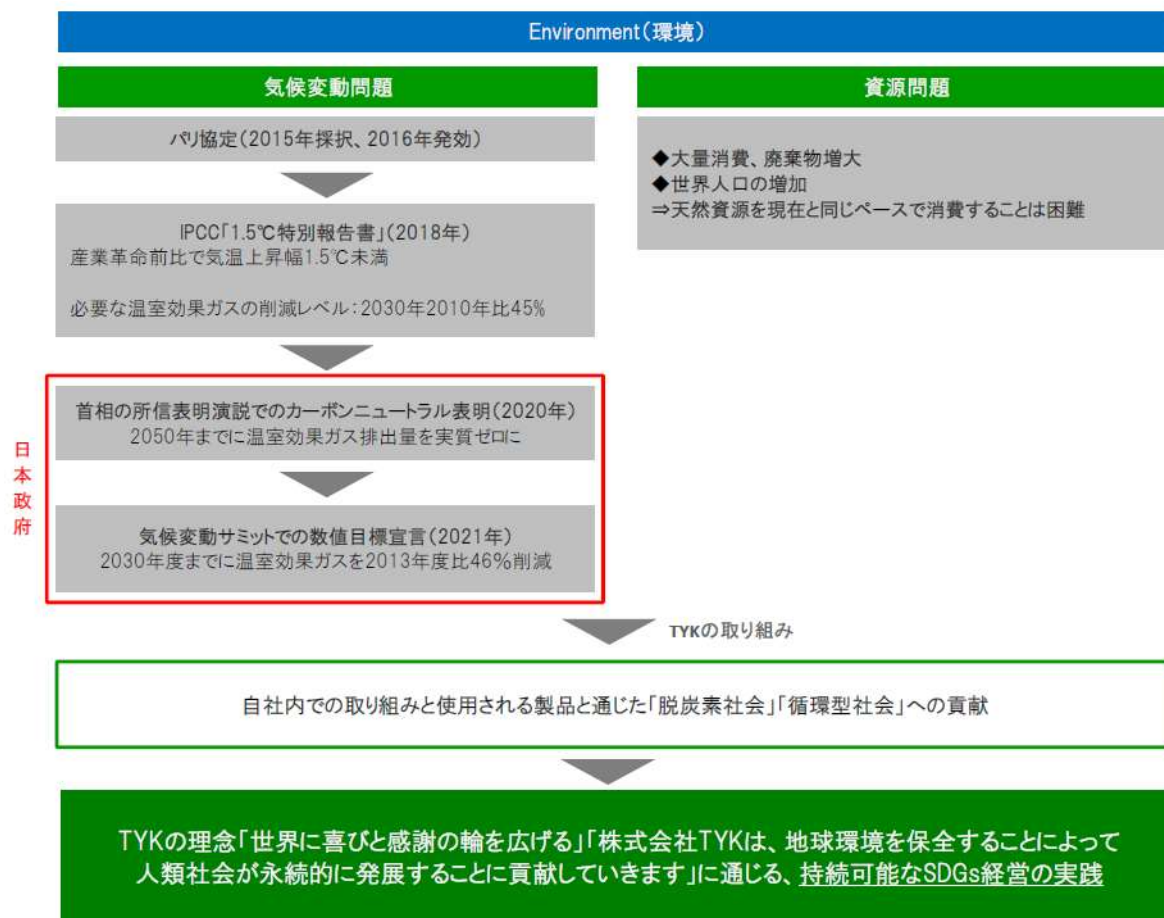 Environment(環境)
気候変動問題
パリ協定(2015年採択、2016年発効)
IPCC「1.5℃特別報告書」(2018年)
産業革命前比で気温上昇幅1.5℃未満
必要な温室効果ガスの削減レベル:2030年2010年比45%
日本政府
首相の所信表明演説でのカーボンニュートラル表明(2020年)
2050年までに温室効果ガス排出量を実質ゼロに
気候変動サミットでの数値目標宣言(2021年)
2030年度までに温室効果ガスを2013年度比46%削減
資源問題
◆大量消費、廃棄物増大
◆世界人口の増加
⇒天然資源を現在と同じペースで消費することは困難
TYKの取り組み
自社内での取り組みと使用される製品と通じた「脱炭素社会」「循環型社会」への貢献
TYKの理念「世界に喜びと感謝の輪を広げる」「株式会社TYKは、地球環境を保全することによって
人類社会が永続的に発展することに貢献していきます」に通じる、持続可能なSDGs経営の実践